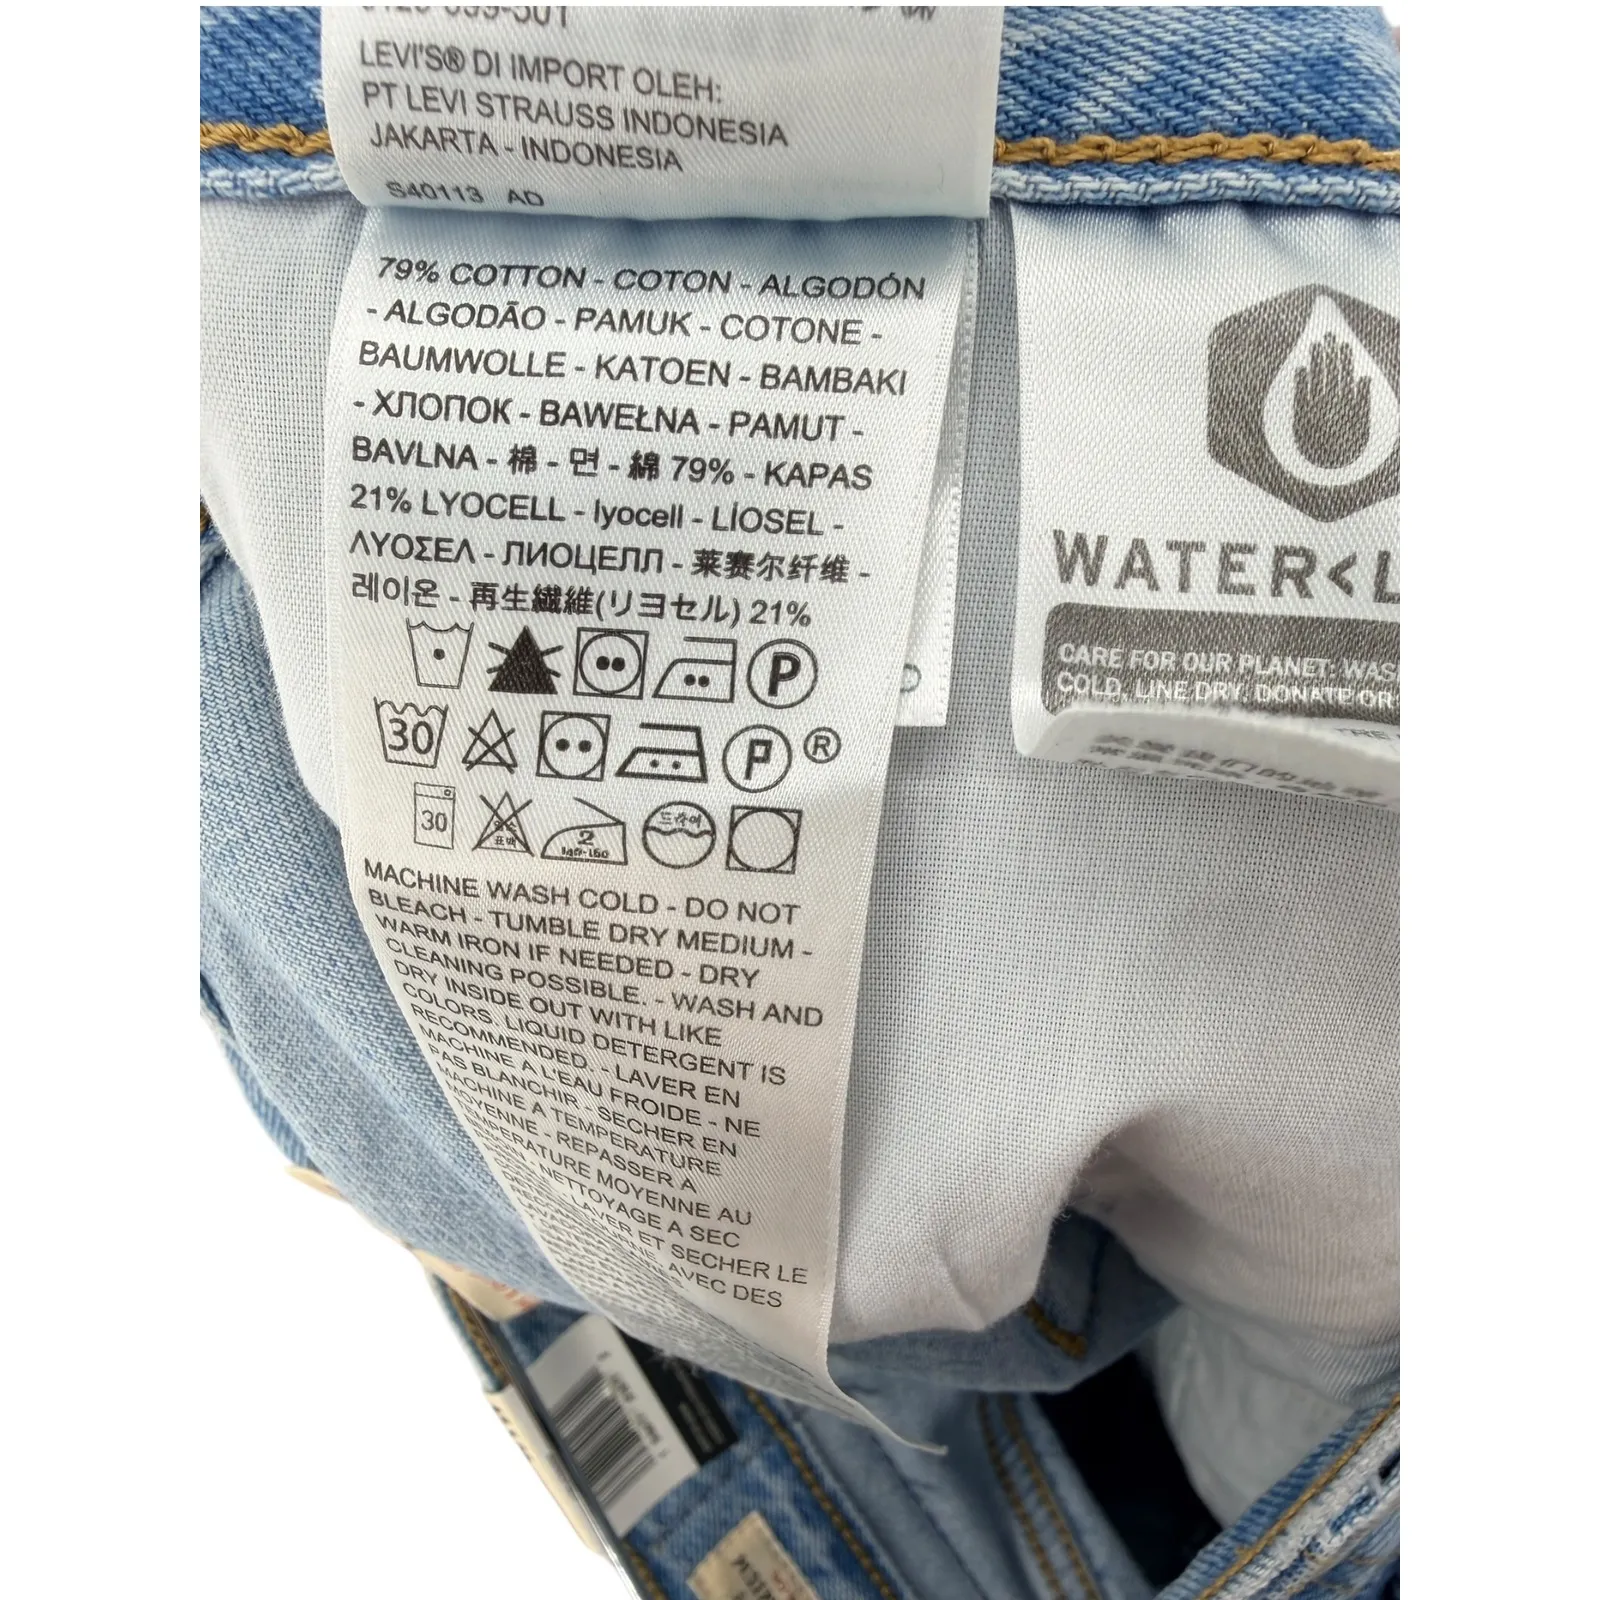 LEVI'S® DI IMPORT OLEH:
PT LEVI STRAUSS INDONESIA
JAKARTA - INDONESIA
S40113 AD
79% COTTON - COTON - ALGODÓN
- ALGODÃO - PAMUK - COTONE -
BAUMWOLLE - KATOEN - BAMBAKI
- ХЛОПОК - BAWEŁNA - PAMUT -
BAVLNA - 棉 - 면 - 綿 79% - KAPAS
21% LYOCELL - lyocell - LİOSEL -
ΛΥΟΣΕΛ - ЛИОЦЕЛЛ - 莱赛尔纤维 -
레이온 - 再生繊維(リヨセル) 21%
P
30 P ®
30 2 드라이
MACHINE WASH COLD - DO NOT
BLEACH - TUMBLE DRY MEDIUM -
WARM IRON IF NEEDED - DRY
CLEANING POSSIBLE. - WASH AND
DRY INSIDE OUT WITH LIKE
COLORS. LIQUID DETERGENT IS
RECOMMENDED. - LAVER EN
MACHINE A L'EAU FROIDE - NE
PAS BLANCHIR - SECHER EN
MACHINE A TEMPERATURE
MOYENNE - REPASSER A
TEMPERATURE MOYENNE AU
NETTOYAGE A SEC
LAVER ET SECHER LE
AVEC DES
WATER<L
CARE FOR OUR PLANET: WAS
COLD, LINE DRY, DONATE OR